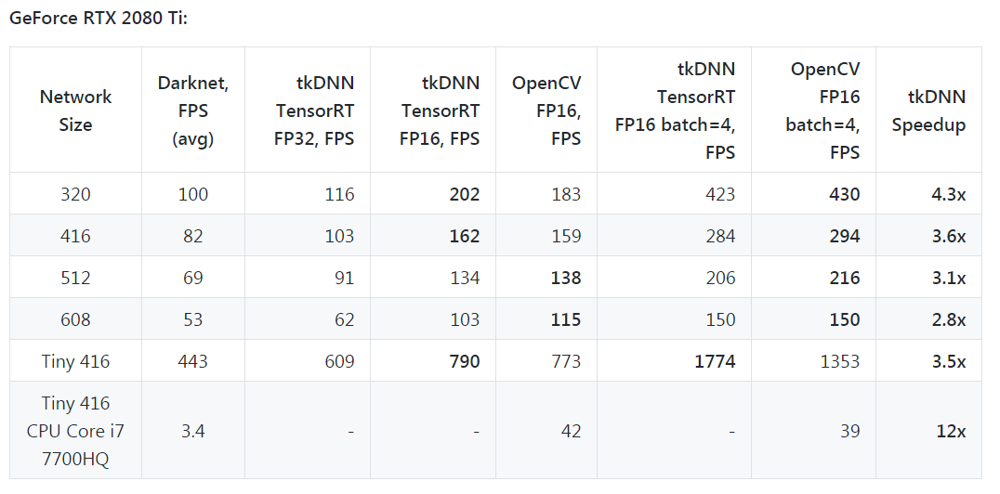 GeForce RTX 2080 Ti:
Network Size | Darknet, FPS (avg) | tkDNN TensorRT FP32, FPS | tkDNN TensorRT FP16, FPS | OpenCV FP16, FPS | tkDNN TensorRT FP16 batch=4, FPS | OpenCV FP16 batch=4, FPS | tkDNN Speedup
320 | 100 | 116 | 202 | 183 | 423 | 430 | 4.3x
416 | 82 | 103 | 162 | 159 | 284 | 294 | 3.6x
512 | 69 | 91 | 134 | 138 | 206 | 216 | 3.1x
608 | 53 | 62 | 103 | 115 | 150 | 150 | 2.8x
Tiny 416 | 443 | 609 | 790 | 773 | 1774 | 1353 | 3.5x
Tiny 416 CPU Core i7 7700HQ | 3.4 | - | - | 42 | - | 39 | 12x